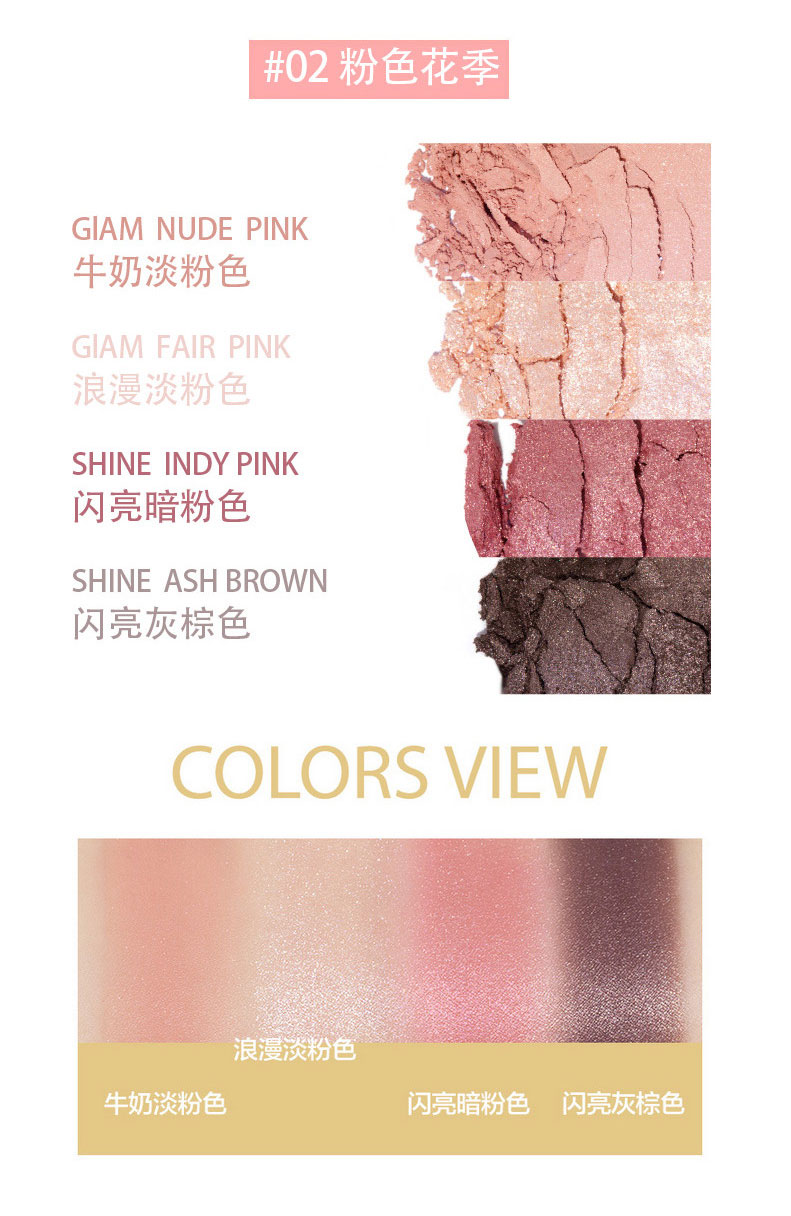 #02 粉色花季
GlAM NUDE PINK
牛奶淡粉色
GlAM FAIR PINK
浪漫淡粉色
SHINE INDY PINK
闪亮暗粉色
SHINE ASH BROWN
闪亮灰棕色
COLORS VIEW
浪漫淡粉色
牛奶淡粉色 闪亮暗粉色 闪亮灰棕色